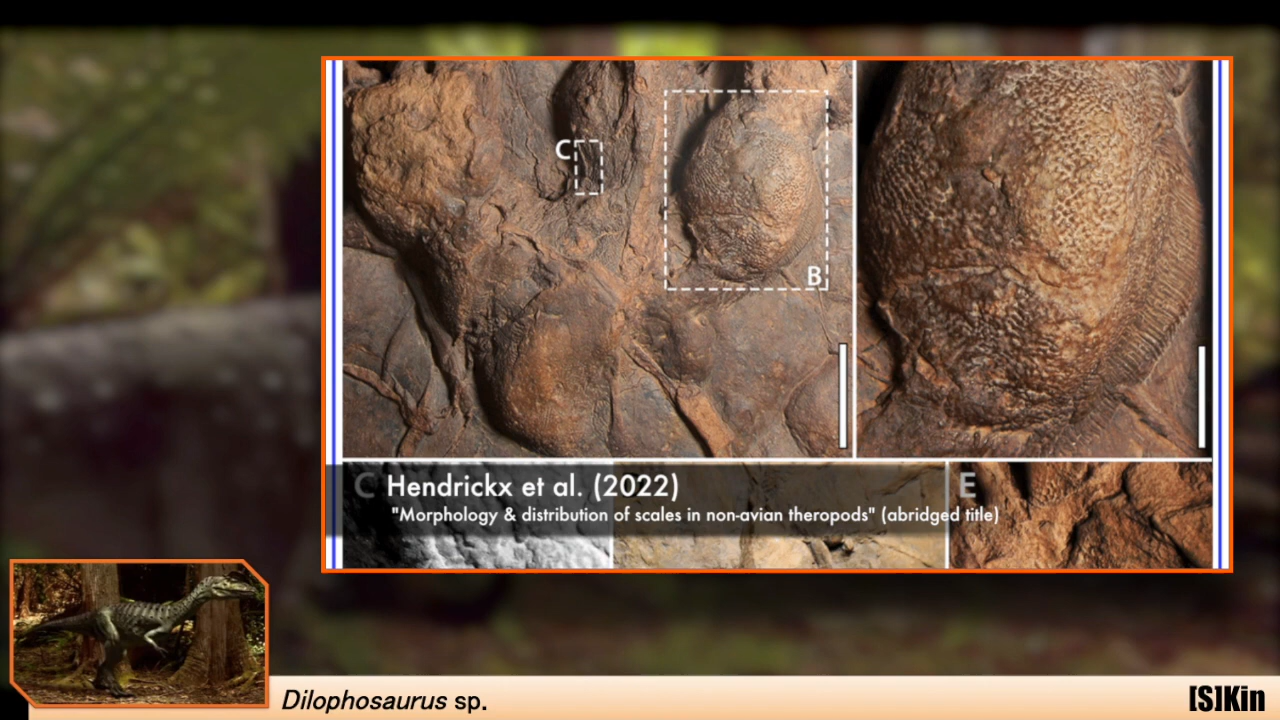 C
B
C
E
Hendrickx et al. (2022)
"Morphology & distribution of scales in non-avian theropods" (abridged title)
Dilophosaurus sp.
[S]Kin